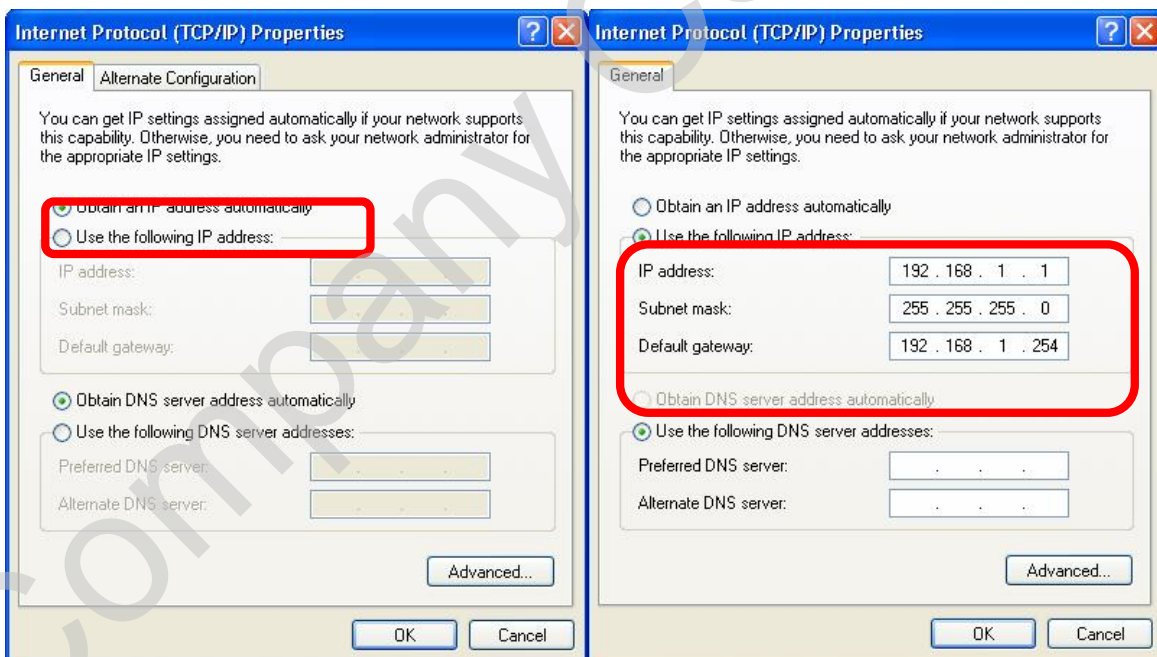 Internet Protocol (TCP/IP) Properties
General Alternate Configuration
You can get IP settings assigned automatically if your network supports
this capability. Otherwise, you need to ask your network administrator for
the appropriate IP settings.
Obtain an IP address automatically
Use the following IP address:
IP address:
Subnet mask:
Default gateway:
Obtain DNS server address automatically
Use the following DNS server addresses:
Preferred DNS server:
Alternate DNS server:
Advanced...
OK Cancel
Internet Protocol (TCP/IP) Properties
General
You can get IP settings assigned automatically if your network supports
this capability. Otherwise, you need to ask your network administrator for
the appropriate IP settings.
Obtain an IP address automatically
Use the following IP address:
IP address: 192 . 168 . 1 . 1
Subnet mask: 255 . 255 . 255 . 0
Default gateway: 192 . 168 . 1 . 254
Obtain DNS server address automatically
Use the following DNS server addresses:
Preferred DNS server:
Alternate DNS server:
Advanced...
OK Cancel
Company